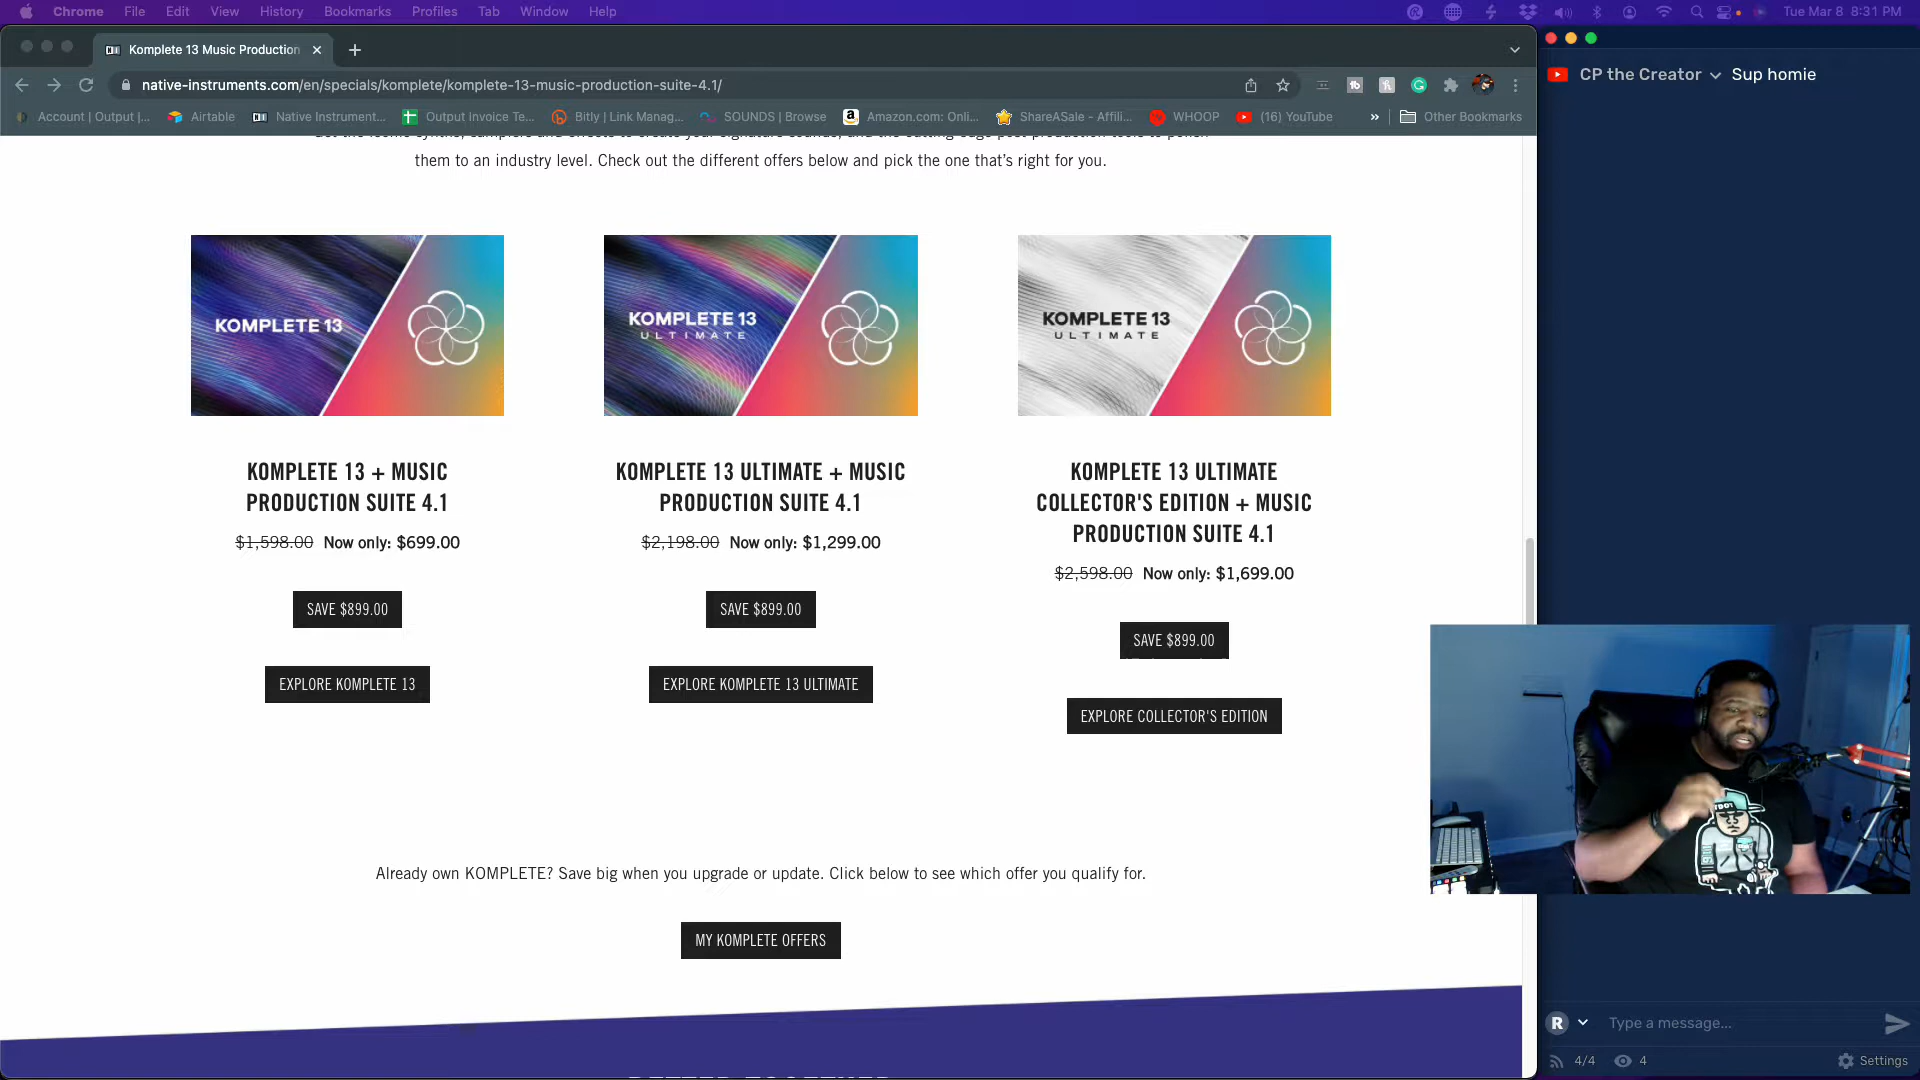 Chrome File Edit View History Bookmarks Profiles Tab Window Help
Tue Mar 8 8:31 PM
Komplete 13 Music Production
native-instruments.com/en/specials/komplete/komplete-13-music-production-suite-4.1/
Account | Output |... Airtable Native Instrument... Output Invoice Te... Bitly | Link Manag... SOUNDS | Browse Amazon.com: Onli... ShareASale - Affili... WHOOP (16) YouTube » Other Bookmarks
them to an industry level. Check out the different offers below and pick the one that's right for you.
KOMPLETE 13
KOMPLETE 13
ULTIMATE
KOMPLETE 13
ULTIMATE
KOMPLETE 13 + MUSIC
PRODUCTION SUITE 4.1
$1,598.00 Now only: $699.00
SAVE $899.00
EXPLORE KOMPLETE 13
KOMPLETE 13 ULTIMATE + MUSIC
PRODUCTION SUITE 4.1
$2,198.00 Now only: $1,299.00
SAVE $899.00
EXPLORE KOMPLETE 13 ULTIMATE
KOMPLETE 13 ULTIMATE
COLLECTOR'S EDITION + MUSIC
PRODUCTION SUITE 4.1
$2,598.00 Now only: $1,699.00
SAVE $899.00
EXPLORE COLLECTOR'S EDITION
Already own KOMPLETE? Save big when you upgrade or update. Click below to see which offer you qualify for.
MY KOMPLETE OFFERS
CP the Creator Sup homie
R Type a message...
4/4 4 Settings